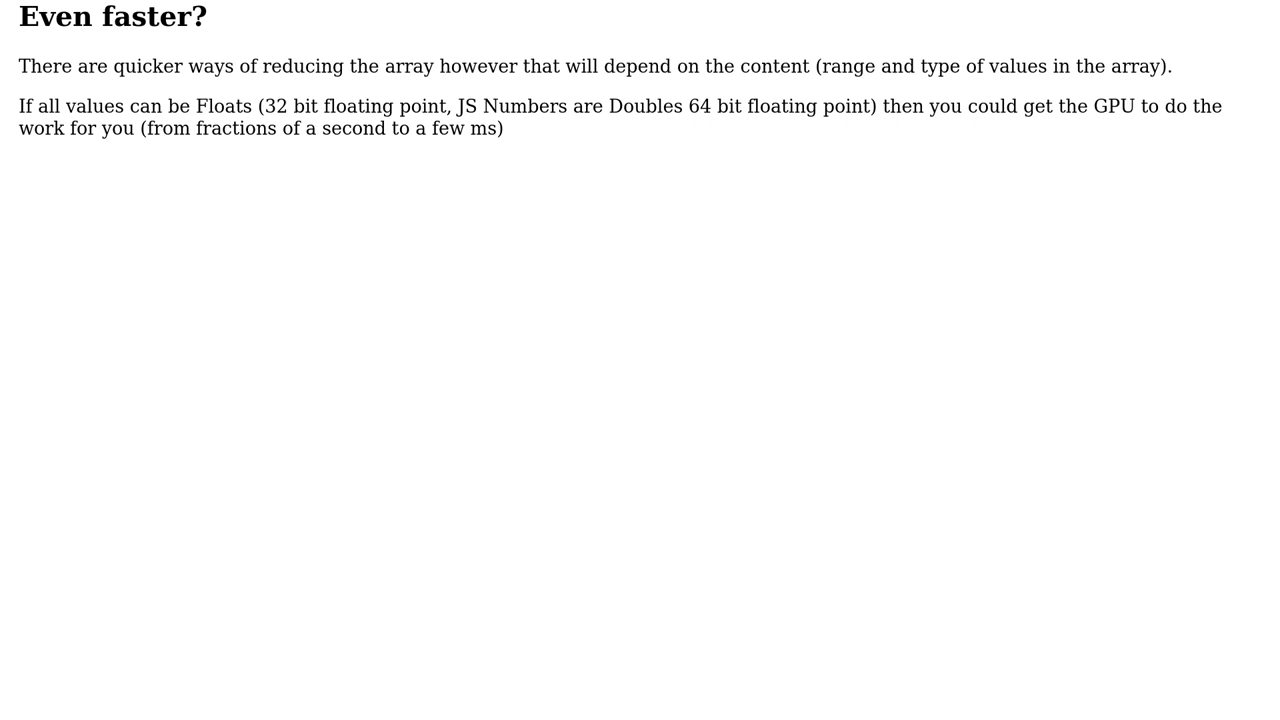 Even faster?
There are quicker ways of reducing the array however that will depend on the content (range and type of values in the array).
If all values can be Floats (32 bit floating point, JS Numbers are Doubles 64 bit floating point) then you could get the GPU to do the
work for you (from fractions of a second to a few ms)